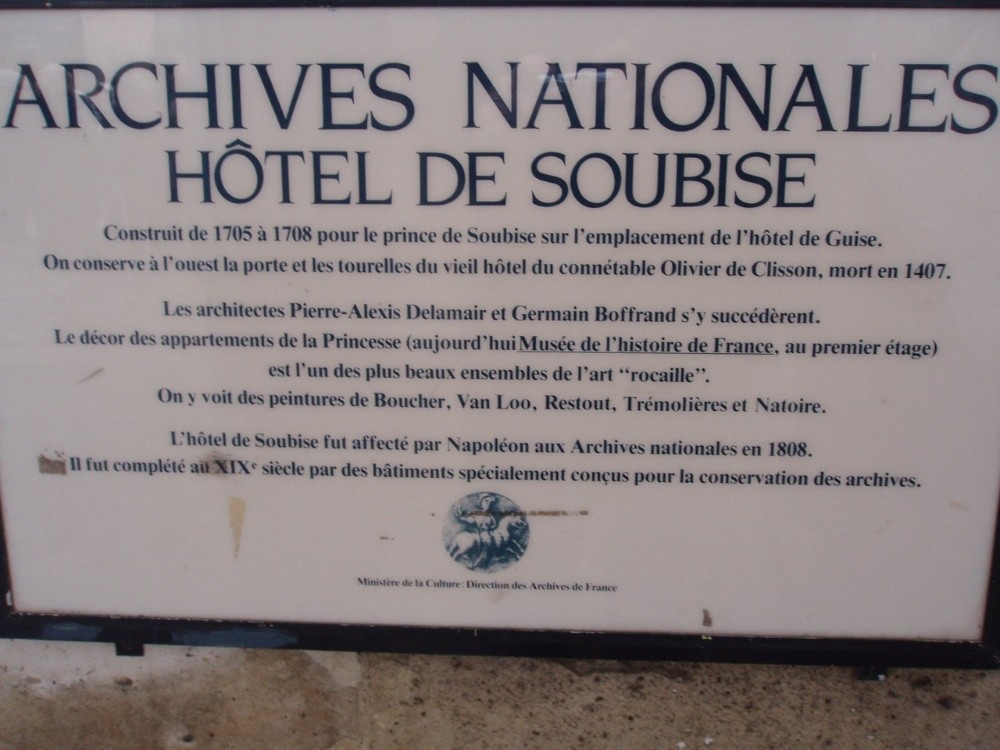 ARCHIVES NATIONALES
HÔTEL DE SOUBISE
Construit de 1705 à 1708 pour le prince de Soubise sur l'emplacement de l'hôtel de Guise.
On conserve à l'ouest la porte et les tourelles du vieil hôtel du connétable Olivier de Clisson, mort en 1407.
Les architectes Pierre-Alexis Delamair et Germain Boffrand s'y succédèrent.
Le décor des appartements de la Princesse (aujourd'hui Musée de l'histoire de France, au premier étage)
est l'un des plus beaux ensembles de l'art “rocaille”.
On y voit des peintures de Boucher, Van Loo, Restout, Trémolières et Natoire.
L'hôtel de Soubise fut affecté par Napoléon aux Archives nationales en 1808.
Il fut complété au XIXe siècle par des bâtiments spécialement conçus pour la conservation des archives.
Ministère de la Culture: Direction des Archives de France